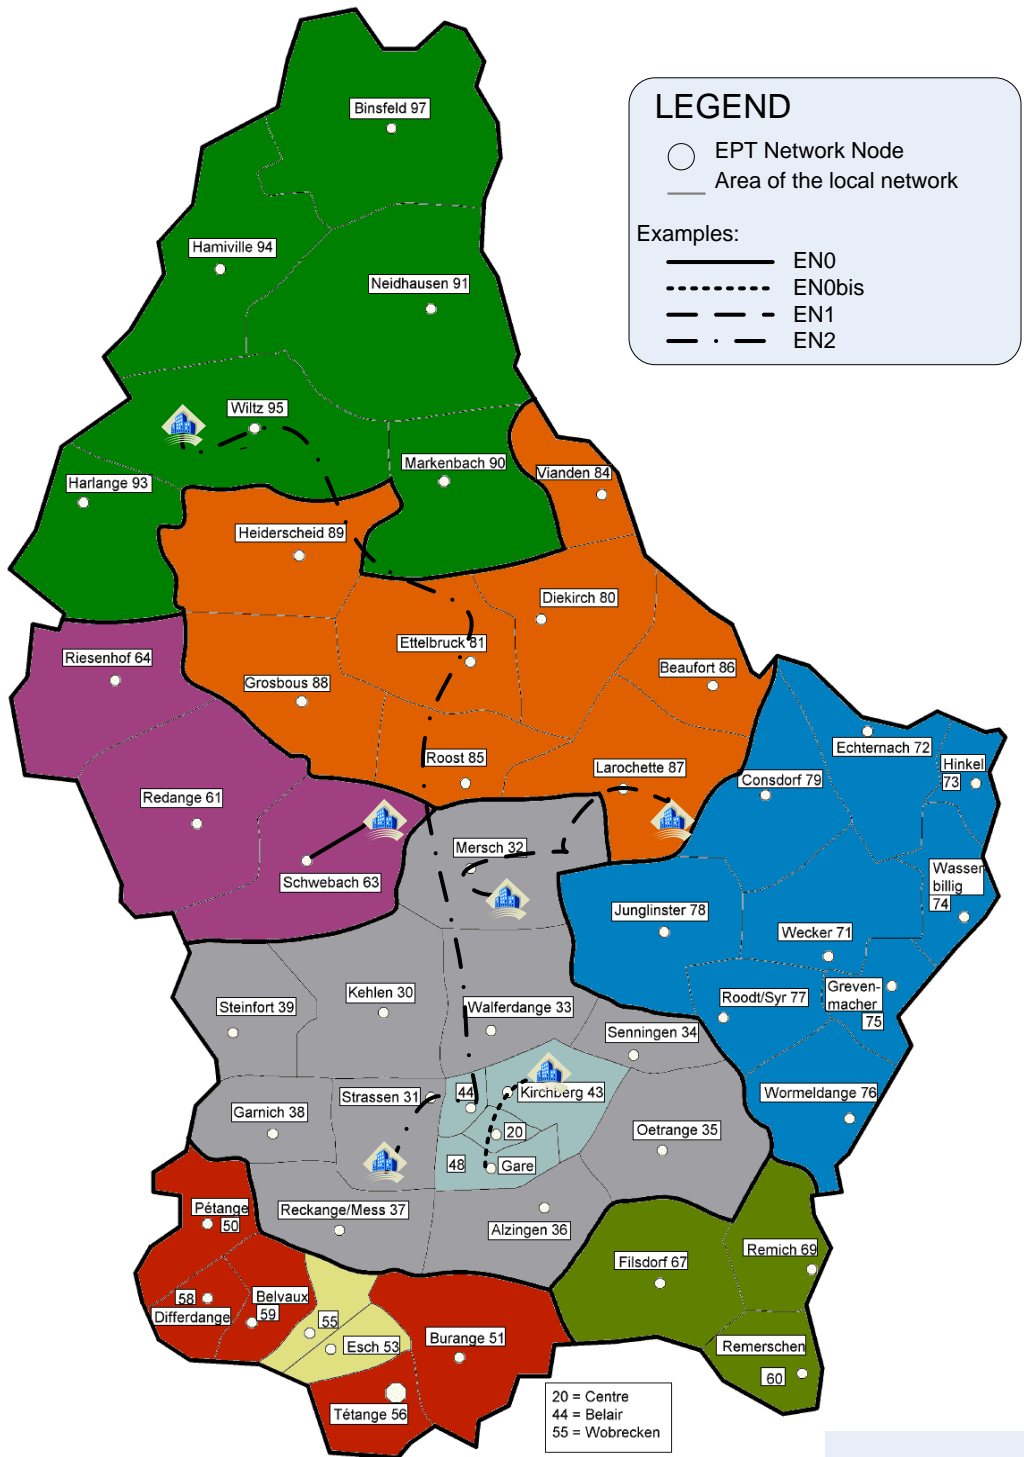 Binsfeld 97
LEGEND
EPT Network Node
Area of the local network
Examples:
EN0
EN0bis
EN1
EN2
Hamiville 94
Neidhausen 91
Wiltz 95
Markenbach 90
Vianden 84
Harlange 93
Heiderscheid 89
Diekirch 80
Ettelbruck 81
Riesenhof 64
Beaufort 86
Grosbous 88
Echternach 72
Roost 85
Larochette 87
Hinkel
73
Consdorf 79
Redange 61
Mersch 32
Schwebach 63
Wasser
billig
74
Junglinster 78
Wecker 71
Kehlen 30
Steinfort 39
Walferdange 33
Roodt/Syr 77
Greven-
macher
75
Senningen 34
Strassen 31
44
Kirchberg 43
Wormeldange 76
Garnich 38
20
Oetrange 35
48
Gare
Pétange
50
Reckange/Mess 37
Alzingen 36
Remich 69
Filsdorf 67
58
Differdange
Belvaux
59
55
Esch 53
Burange 51
Remerschen
60
Tétange 56
20 = Centre
44 = Belair
55 = Wobrecken